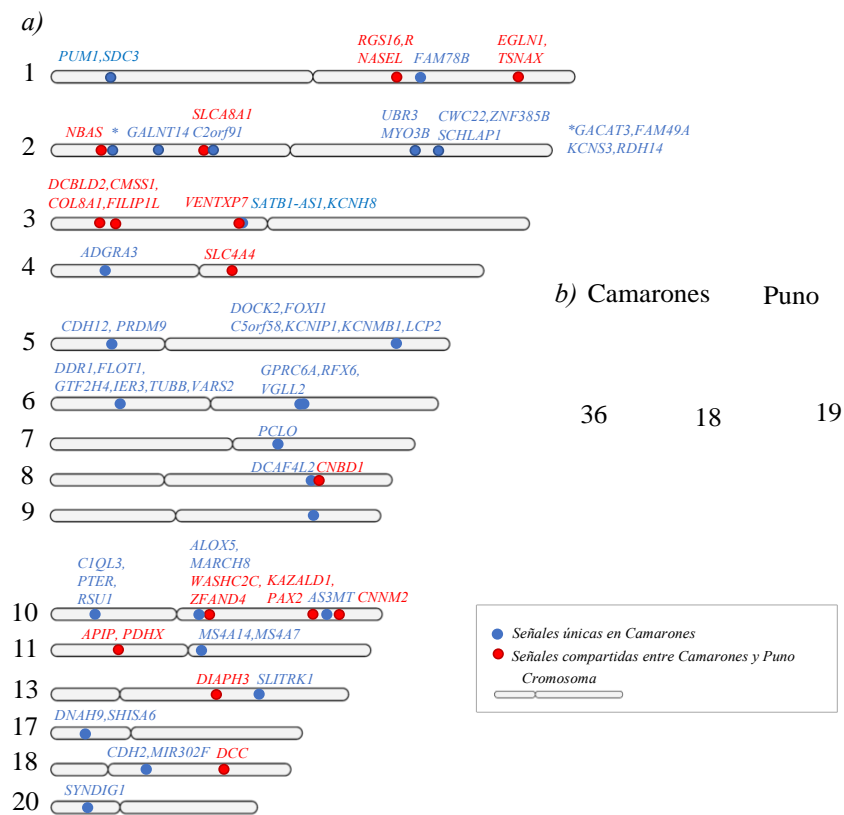 a)
RGS16,R
NASEL
EGLN1,
TSNAX
PUM1,SDC3
FAM78B
1
SLCA8A1
C2orf91
UBR3
MYO3B
CWC22,ZNF385B
SCHLAP1
NBAS
*
GALNT14
*GACAT3,FAM49A
KCNS3,RDH14
2
DCBLD2,CMSS1,
COL8A1,FILIP1L
VENTXP7
SATB1-AS1,KCNH8
3
ADGRA3
SLC4A4
4
b) Camarones Puno
DOCK2,FOXI1
C5orf58,KCNIP1,KCNMB1,LCP2
CDH12, PRDM9
5
DDR1,FLOT1,
GTF2H4,IER3,TUBB,VARS2
GPRC6A,RFX6,
VGLL2
6
36 18 19
PCLO
7
DCAF4L2
CNBD1
8
9
C1QL3,
PTER,
RSU1
ALOX5,
MARCH8
WASHC2C,
ZFAND4
KAZALD1,
PAX2
AS3MT
CNNM2
10
APIP, PDHX
MS4A14,MS4A7
11
Señales únicas en Camarones
Señales compartidas entre Camarones y Puno
Cromosoma
DIAPH3
SLITRK1
13
DNAH9,SHISA6
17
CDH2,MIR302F
DCC
18
SYNDIG1
20